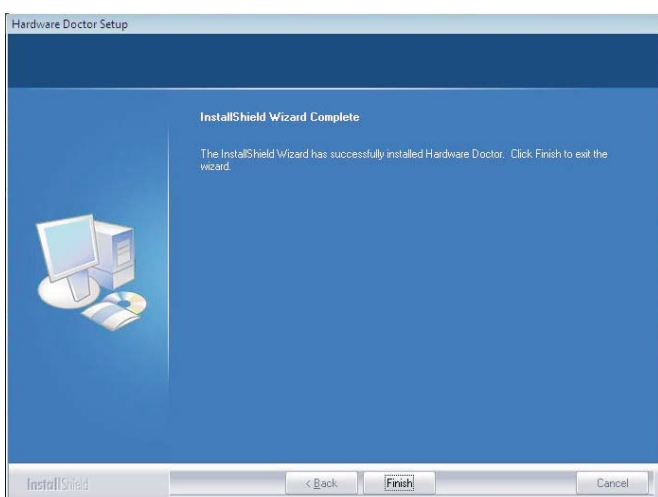 Hardware Doctor Setup
InstallShield Wizard Complete
The InstallShield Wizard has successfully installed Hardware Doctor. Click Finish to exit the
wizard.
InstallShield
< Back Finish Cancel